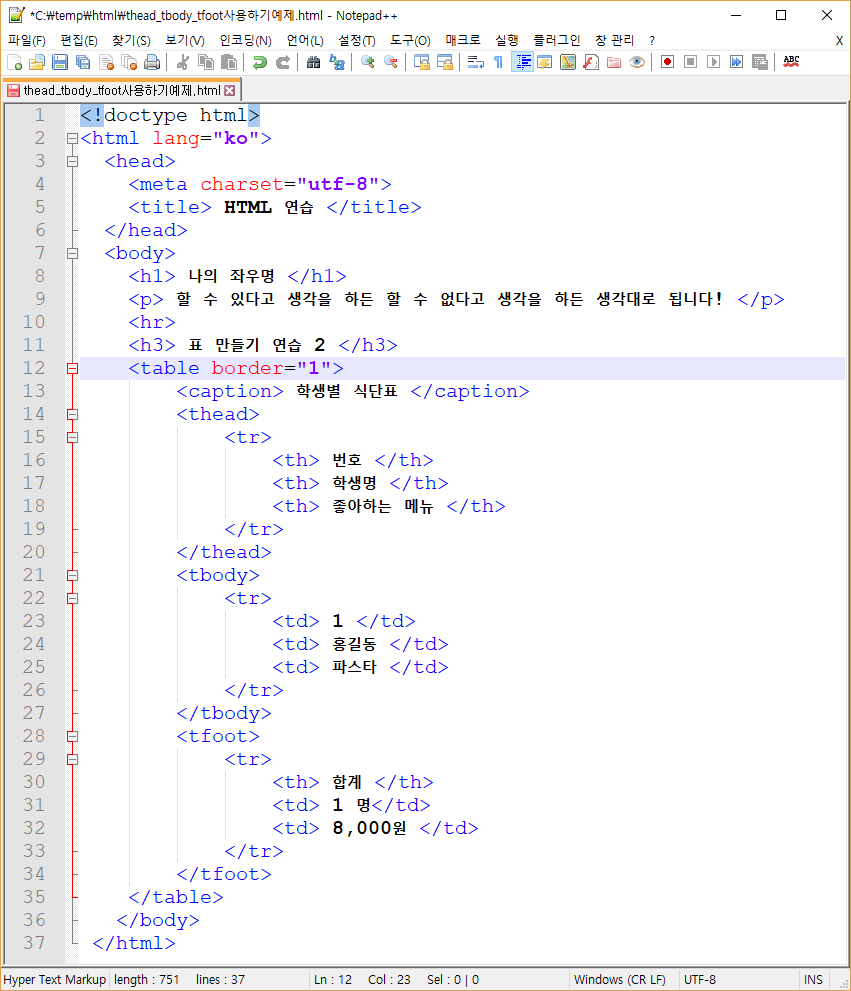 *C:₩temp₩html₩thead_tbody_tfoot사용하기예제.html - Notepad++
파일(F) 편집(E) 찾기(S) 보기(V) 인코딩(N) 언어(L) 설정(T) 도구(O) 매크로 실행 플러그인 창 관리 ? X
ABC
thead_tbody_tfoot사용하기예제.html
1 <!doctype html>
2 <html lang="ko">
3 <head>
4 <meta charset="utf-8">
5 <title> HTML 연습 </title>
6 </head>
7 <body>
8 <h1> 나의 좌우명 </h1>
9 <p> 할 수 있다고 생각을 하든 할 수 없다고 생각을 하든 생각대로 됩니다! </p>
10 <hr>
11 <h3> 표 만들기 연습 2 </h3>
12 <table border="1">
13 <caption> 학생별 식단표 </caption>
14 <thead>
15 <tr>
16 <th> 번호 </th>
17 <th> 학생명 </th>
18 <th> 좋아하는 메뉴 </th>
19 </tr>
20 </thead>
21 <tbody>
22 <tr>
23 <td> 1 </td>
24 <td> 홍길동 </td>
25 <td> 파스타 </td>
26 </tr>
27 </tbody>
28 <tfoot>
29 <tr>
30 <th> 합계 </th>
31 <td> 1 명</td>
32 <td> 8,000원 </td>
33 </tr>
34 </tfoot>
35 </table>
36 </body>
37 </html>
Hyper Text Markup length : 751 lines : 37 Ln : 12 Col : 23 Sel : 0 | 0 Windows (CR LF) UTF-8 INS